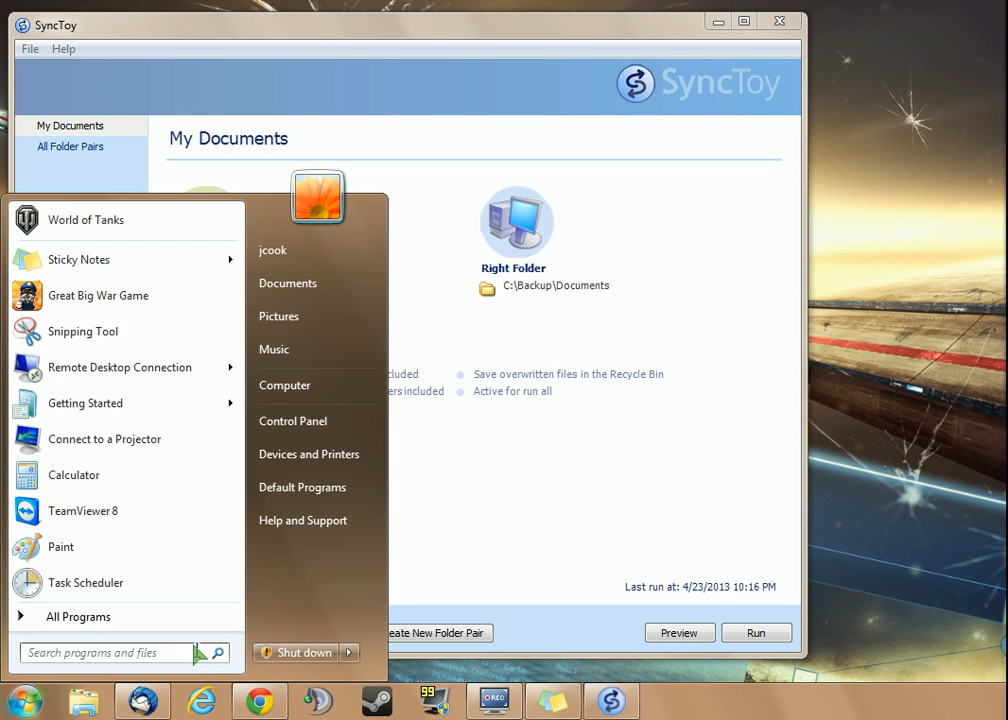 SyncToy
File Help
SyncToy
My Documents
All Folder Pairs
My Documents
Right Folder
C:\Backup\Documents
Save overwritten files in the Recycle Bin
Active for run all
Last run at: 4/23/2013 10:16 PM
Create New Folder Pair
Preview
Run
World of Tanks
Sticky Notes
Great Big War Game
Snipping Tool
Remote Desktop Connection
Getting Started
Connect to a Projector
Calculator
TeamViewer 8
Paint
Task Scheduler
All Programs
Search programs and files
jcook
Documents
Pictures
Music
Computer
Control Panel
Devices and Printers
Default Programs
Help and Support
Shut down
99
REC